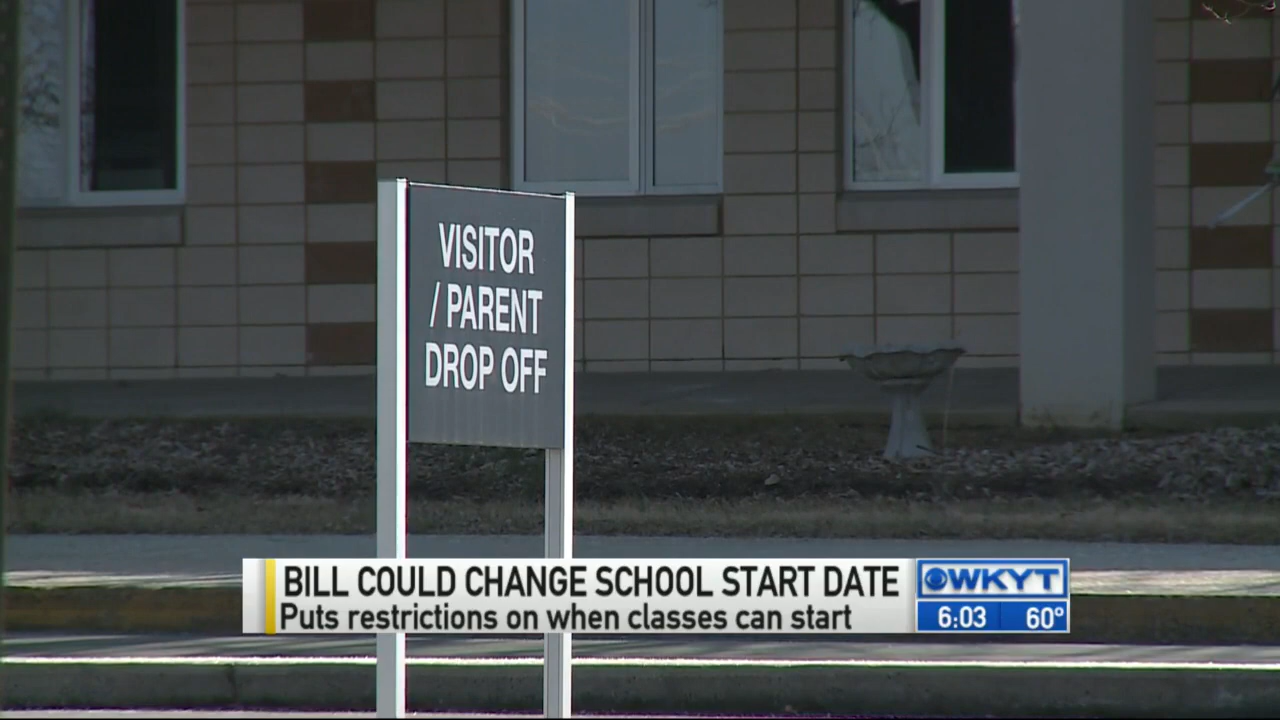 VISITOR
/ PARENT
DROP OFF
BILL COULD CHANGE SCHOOL START DATE
Puts restrictions on when classes can start
WKYT
6:03 60°